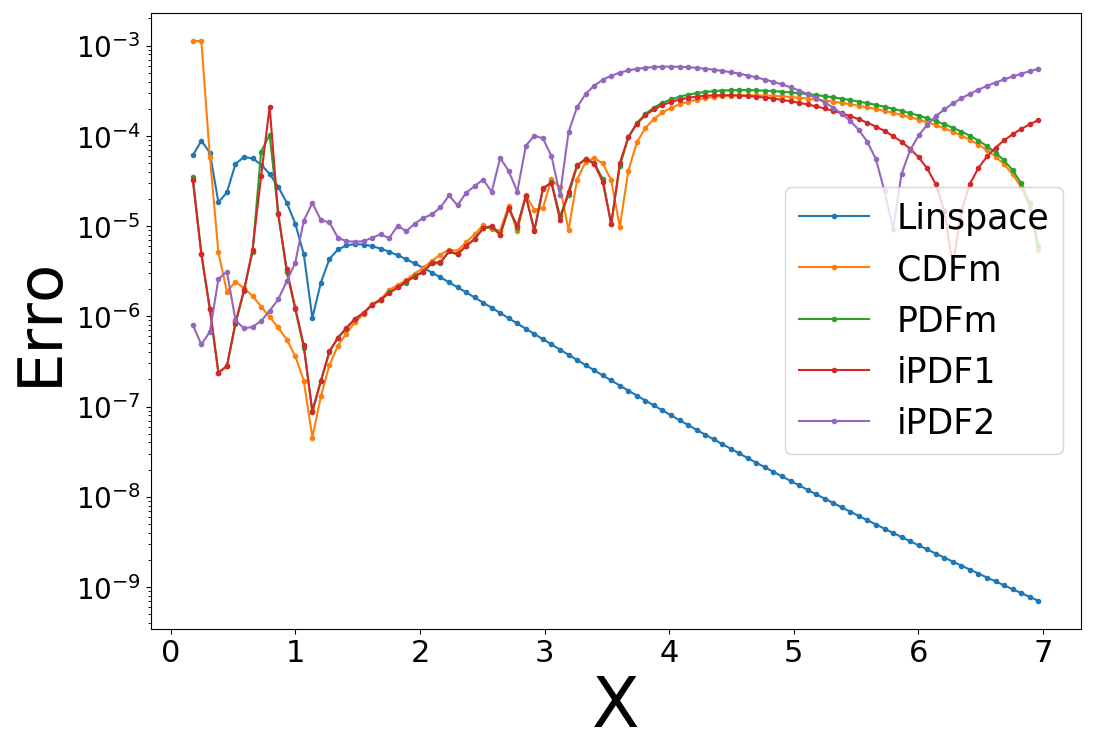 10⁻³
10⁻⁴
10⁻⁵
10⁻⁶
10⁻⁷
10⁻⁸
10⁻⁹
Erro
0 1 2 3 4 5 6 7
X
Linspace
CDFm
PDFm
iPDF1
iPDF2